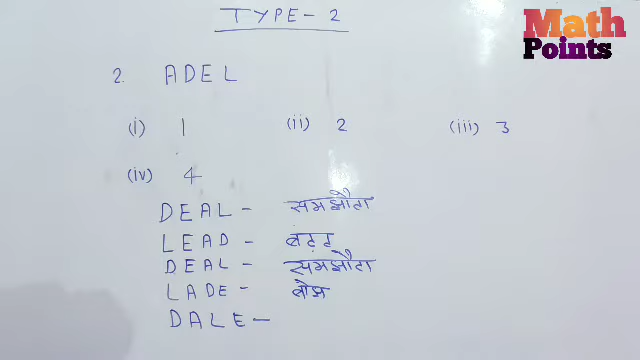 TYPE-2
Math
Points
2. ADEL
(i) 1 (ii) 2 (iii) 3
(iv) 4
DEAL - समझौता
LEAD -
DEAL - समझौता
LADE - बोझ
DALE -